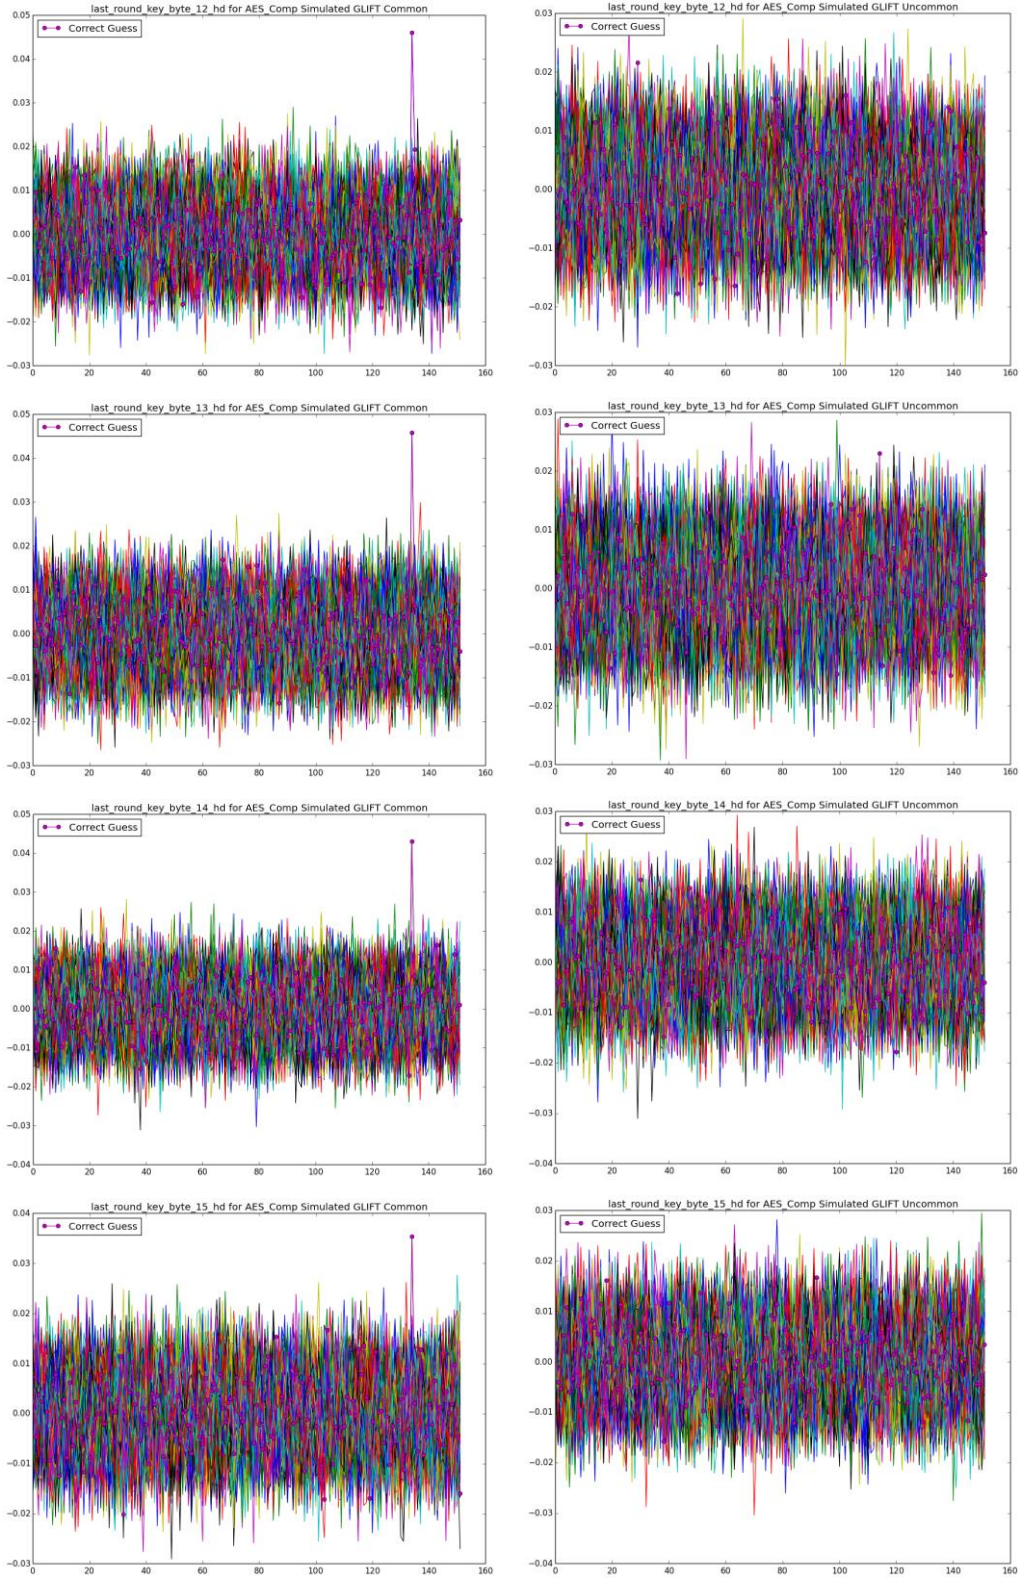 last_round_key_byte_12_hd for AES_Comp Simulated GLIFT Common
0.05
Correct Guess
0.04
0.03
0.02
0.01
0.00
−0.01
−0.02
−0.03
0 20 40 60 80 100 120 140 160
last_round_key_byte_12_hd for AES_Comp Simulated GLIFT Uncommon
0.03
Correct Guess
0.02
0.01
0.00
−0.01
−0.02
−0.03
0 20 40 60 80 100 120 140 160
last_round_key_byte_13_hd for AES_Comp Simulated GLIFT Common
0.05
Correct Guess
0.04
0.03
0.02
0.01
0.00
−0.01
−0.02
−0.03
0 20 40 60 80 100 120 140 160
last_round_key_byte_13_hd for AES_Comp Simulated GLIFT Uncommon
0.03
Correct Guess
0.02
0.01
0.00
−0.01
−0.02
−0.03
0 20 40 60 80 100 120 140 160
last_round_key_byte_14_hd for AES_Comp Simulated GLIFT Common
0.05
Correct Guess
0.04
0.03
0.02
0.01
0.00
−0.01
−0.02
−0.03
−0.04
0 20 40 60 80 100 120 140 160
last_round_key_byte_14_hd for AES_Comp Simulated GLIFT Uncommon
0.03
Correct Guess
0.02
0.01
0.00
−0.01
−0.02
−0.03
−0.04
0 20 40 60 80 100 120 140 160
last_round_key_byte_15_hd for AES_Comp Simulated GLIFT Common
0.04
Correct Guess
0.03
0.02
0.01
0.00
−0.01
−0.02
−0.03
0 20 40 60 80 100 120 140 160
last_round_key_byte_15_hd for AES_Comp Simulated GLIFT Uncommon
0.03
Correct Guess
0.02
0.01
0.00
−0.01
−0.02
−0.03
−0.04
0 20 40 60 80 100 120 140 160